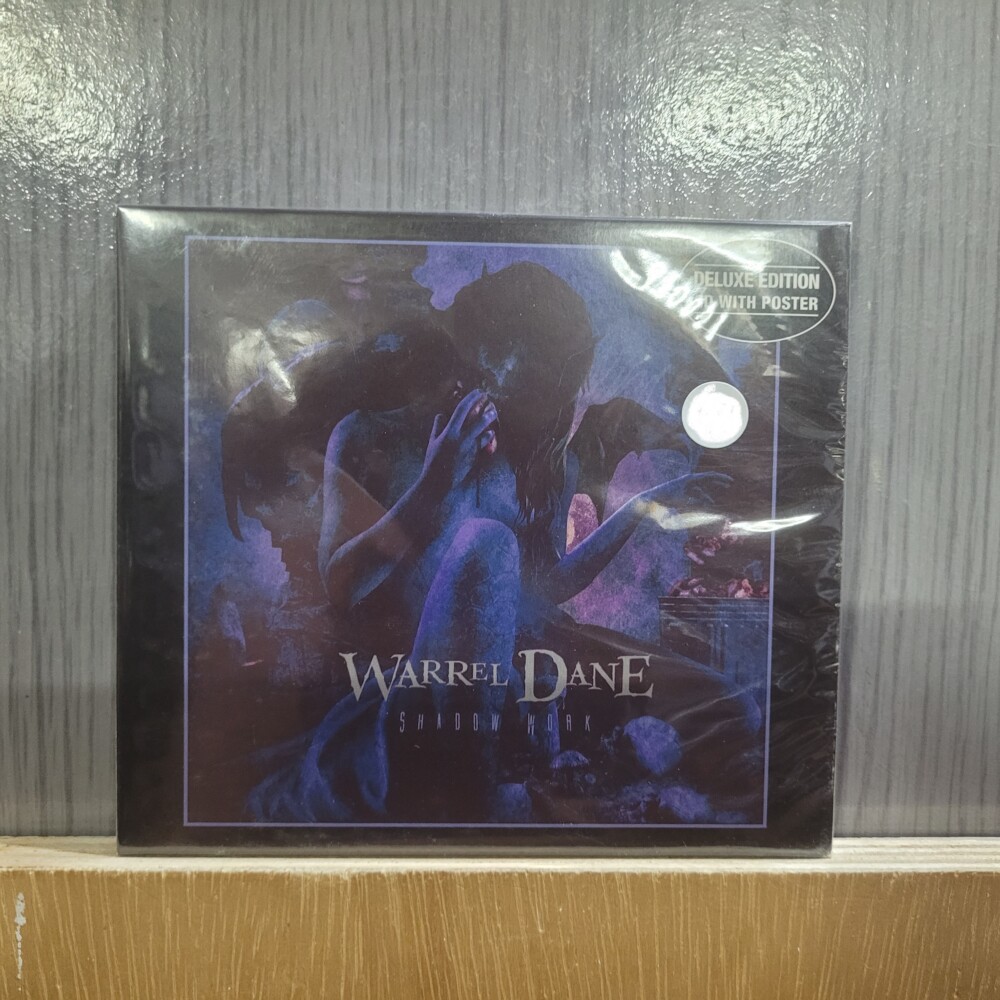 DELUXE EDITION
WITH POSTER
WARREL DANE
SHADOW WORK